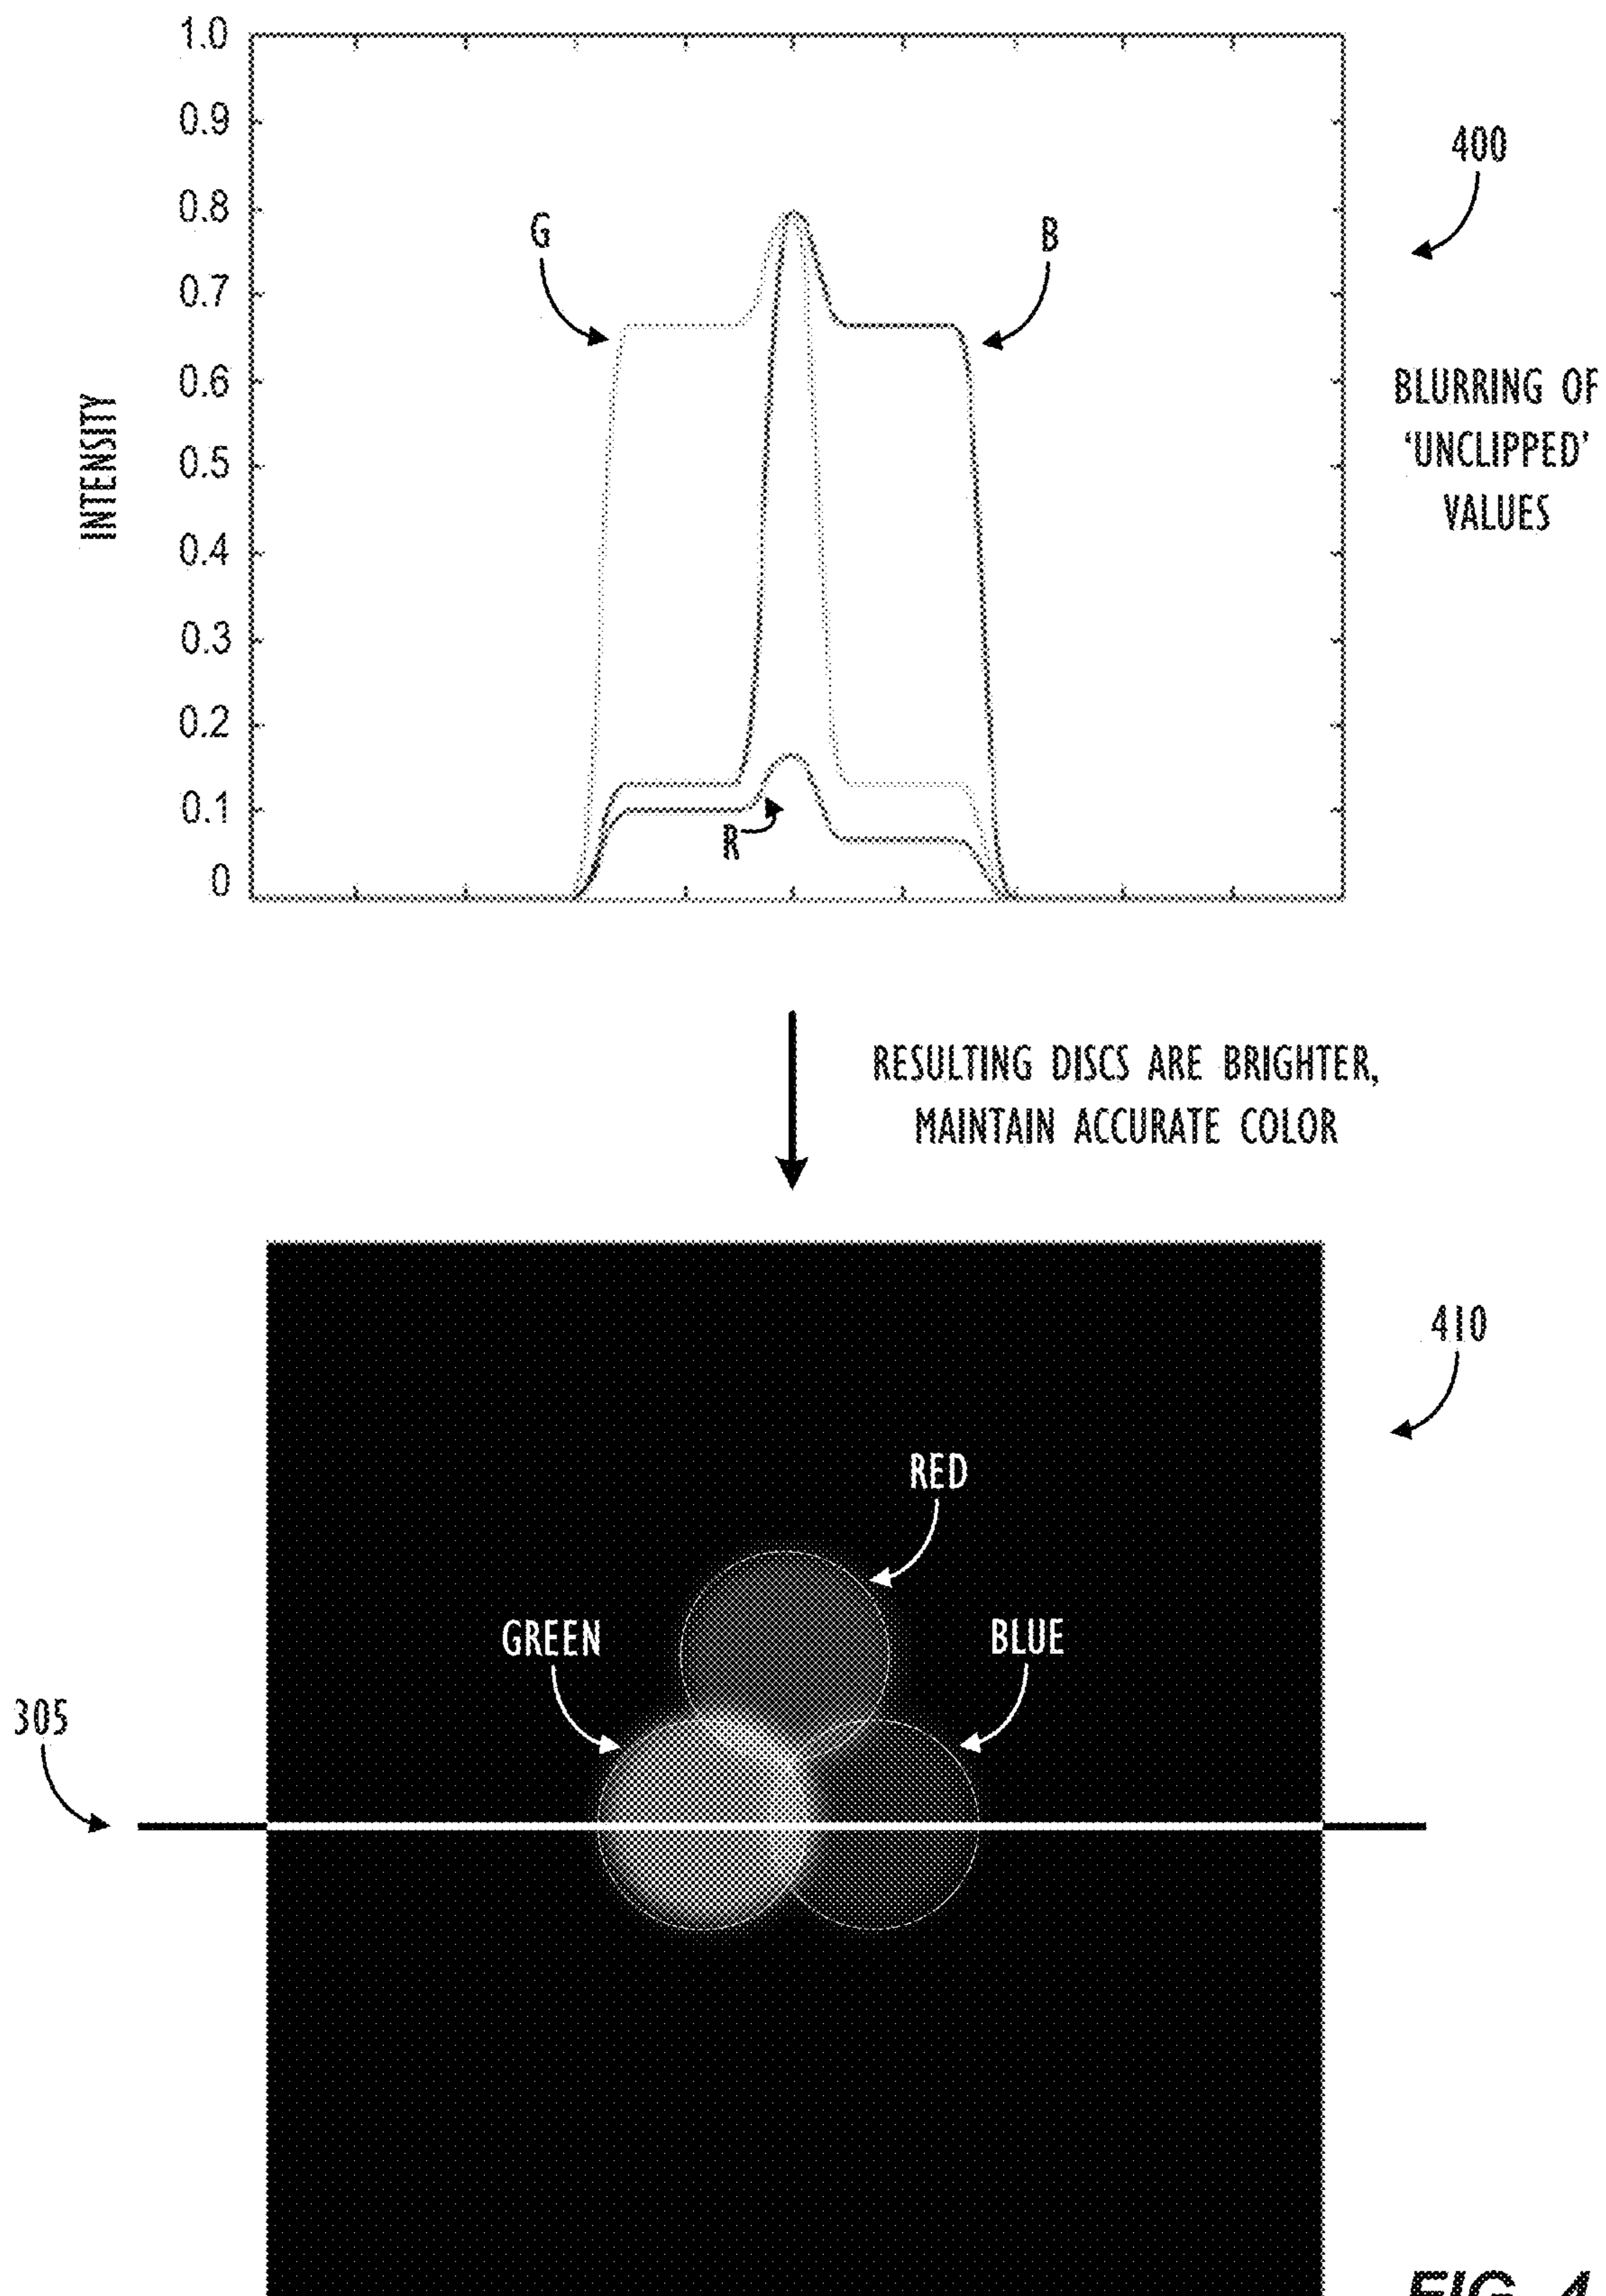 1.0
0.9
0.8
0.7
0.6
0.5
0.4
0.3
0.2
0.1
0
INTENSITY
G
B
R
400
BLURRING OF
‘UNCLIPPED’
VALUES
RESULTING DISCS ARE BRIGHTER,
MAINTAIN ACCURATE COLOR
410
RED
GREEN
BLUE
305
FIG. 4